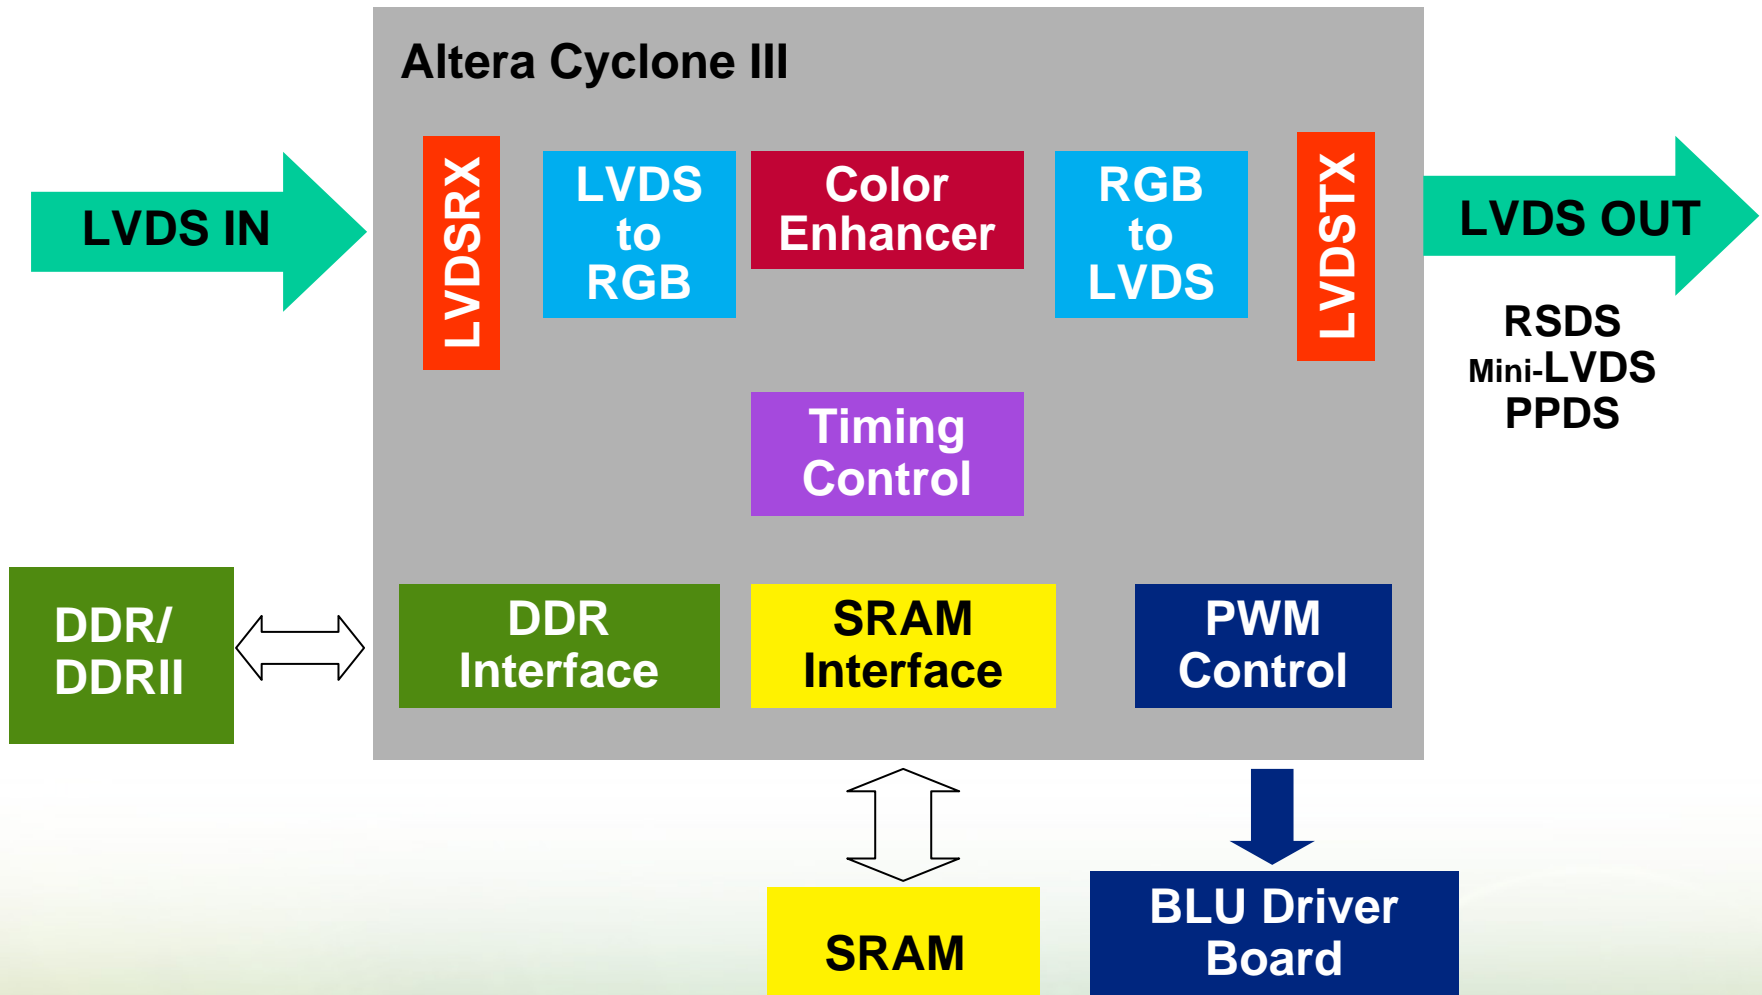 Altera Cyclone III
LVDS IN
LVDSRX
LVDS
to
RGB
Color
Enhancer
RGB
to
LVDS
LVDSTX
LVDS OUT
RSDS
Mini-LVDS
PPDS
Timing
Control
DDR/
DDRII
DDR
Interface
SRAM
Interface
PWM
Control
SRAM
BLU Driver
Board